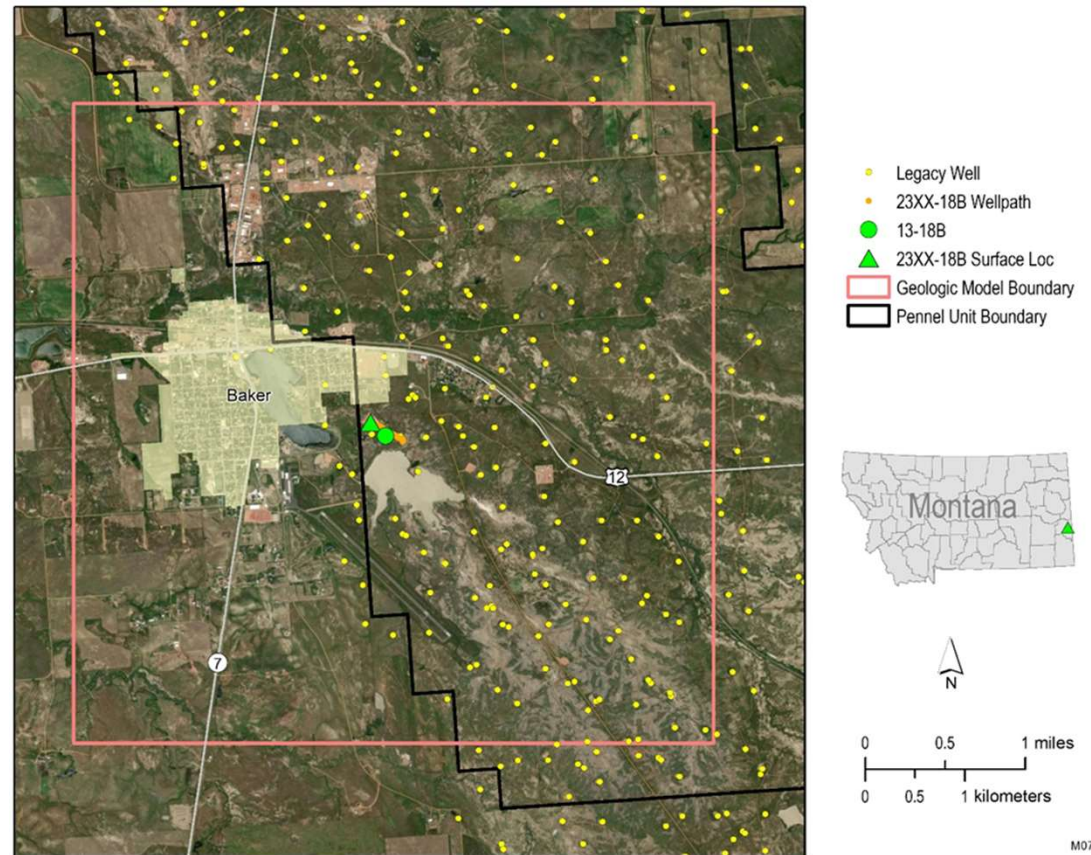 Baker
12
7
Legacy Well
23XX-18B Wellpath
13-18B
23XX-18B Surface Loc
Geologic Model Boundary
Pennel Unit Boundary
Montana
N
0 0.5 1 miles
0 0.5 1 kilometers